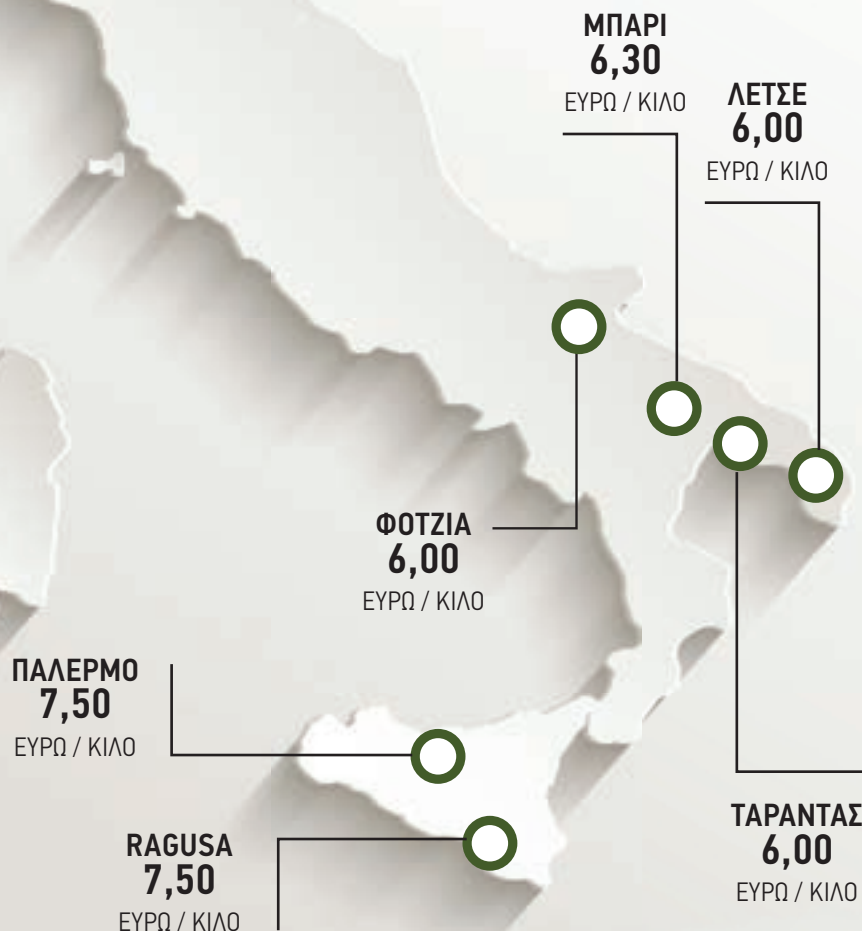 ΜΠΑΡΙ
6,30
ΕΥΡΩ / ΚΙΛΟ
ΛΕΤΣΕ
6,00
ΕΥΡΩ / ΚΙΛΟ
ΦΟΤΖΙΑ
6,00
ΕΥΡΩ / ΚΙΛΟ
ΠΑΛΕΡΜΟ
7,50
ΕΥΡΩ / ΚΙΛΟ
ΤΑΡΑΝΤΑΣ
6,00
ΕΥΡΩ / ΚΙΛΟ
RAGUSA
7,50
ΕΥΡΩ / ΚΙΛΟ